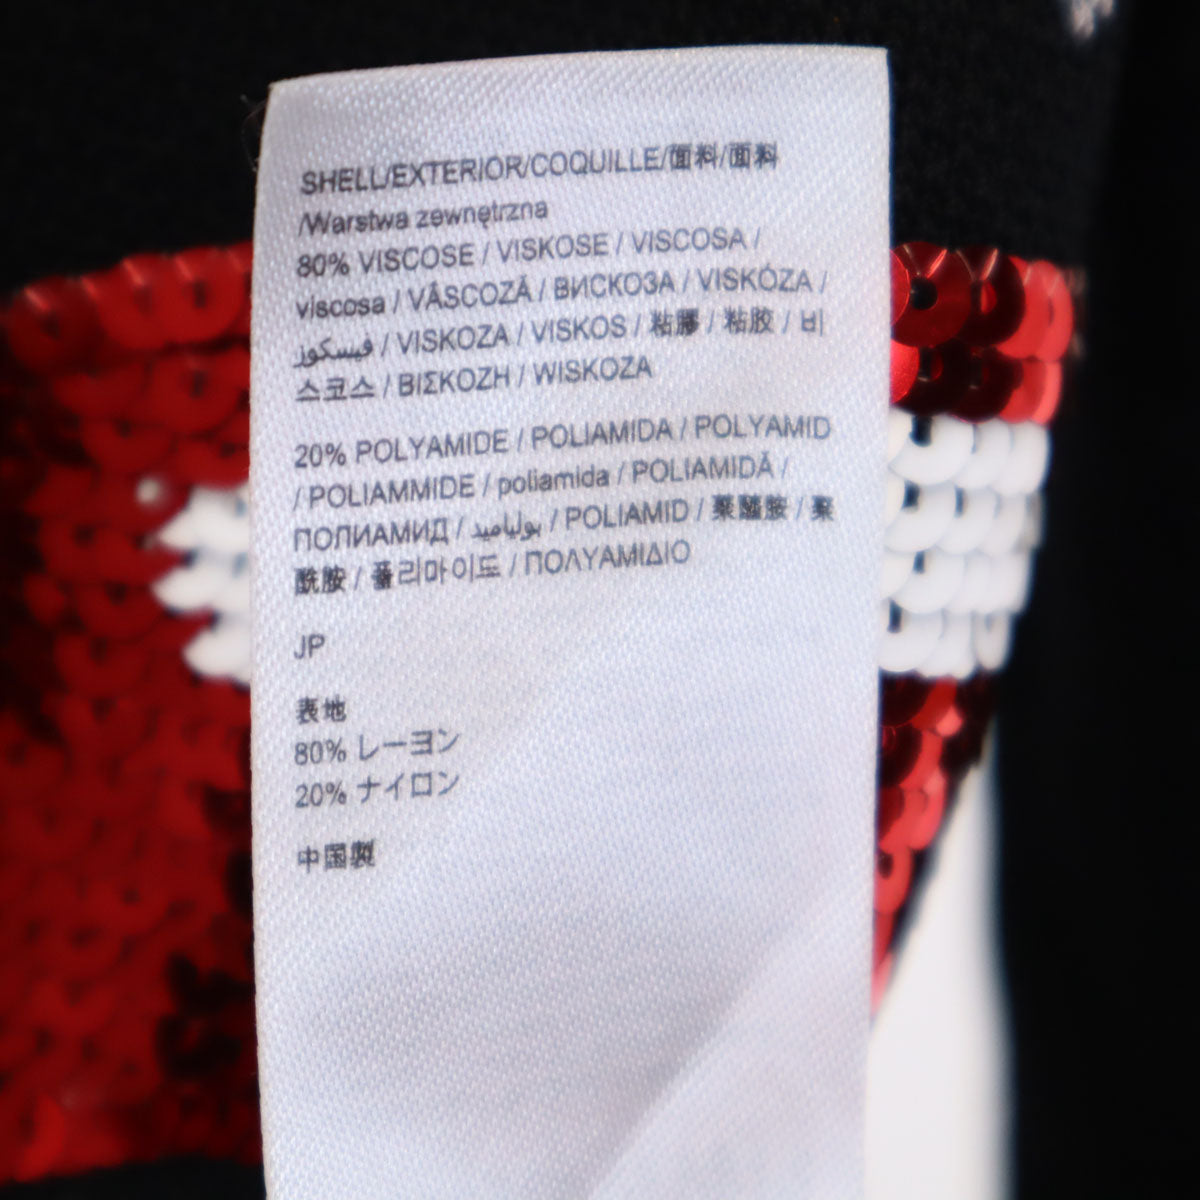 SHELL/EXTERIOR/COQUILLE/面料/面料
/Warstwa zewnętrzna
80% VISCOSE / VISKOSE / VISCOSA /
viscosa / VÂSCOZĂ / ВИСКОЗА / VISKÓZA /
فيسكوز / VISKOZA / VISKOS / 粘膠 / 粘胶 / 비
스코스 / ΒΙΣΚΟΖΗ / WISKOZA
20% POLYAMIDE / POLIAMIDA / POLYAMID
/ POLIAMMIDE / poliamida / POLIAMIDĂ /
ПОЛИАМИД / بولياميد / POLIAMID / 聚醯胺 / 聚
酰胺 / 폴리마이드 / ΠΟΛΥΑΜΙΔΙΟ
JP
表地
80% レーヨン
20% ナイロン
中国製